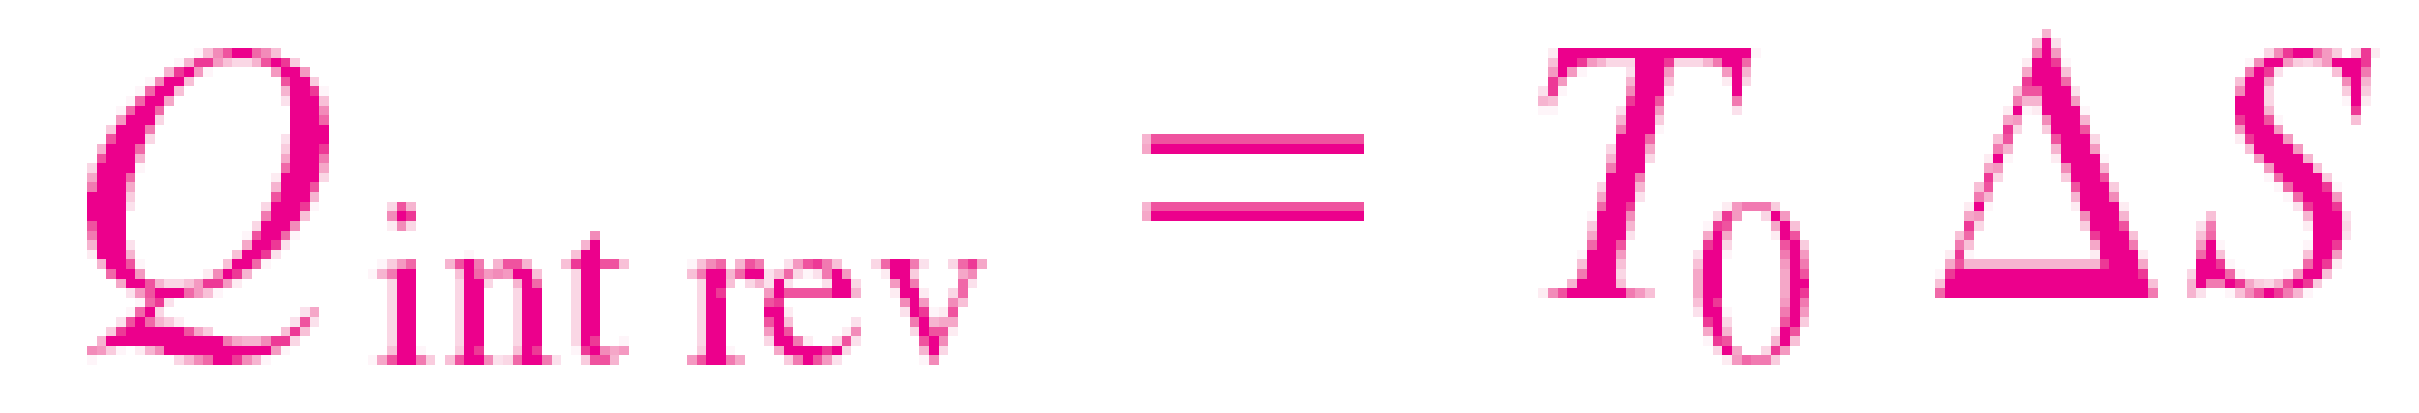 Q_int rev = T_0 ΔS